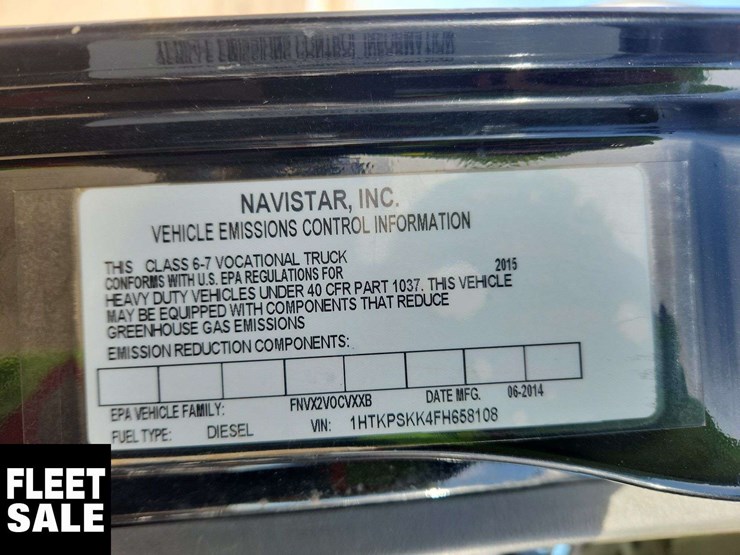 NAVISTAR, INC.
VEHICLE EMISSIONS CONTROL INFORMATION
THIS CLASS 6-7 VOCATIONAL TRUCK
CONFORMS WITH U.S. EPA REGULATIONS FOR 2015
HEAVY DUTY VEHICLES UNDER 40 CFR PART 1037. THIS VEHICLE
MAY BE EQUIPPED WITH COMPONENTS THAT REDUCE
GREENHOUSE GAS EMISSIONS
EMISSION REDUCTION COMPONENTS:
EPA VEHICLE FAMILY: FNVX2VOCVXXB DATE MFG. 06-2014
FUEL TYPE: DIESEL VIN: 1HTKPSKK4FH658108
FLEET
SALE